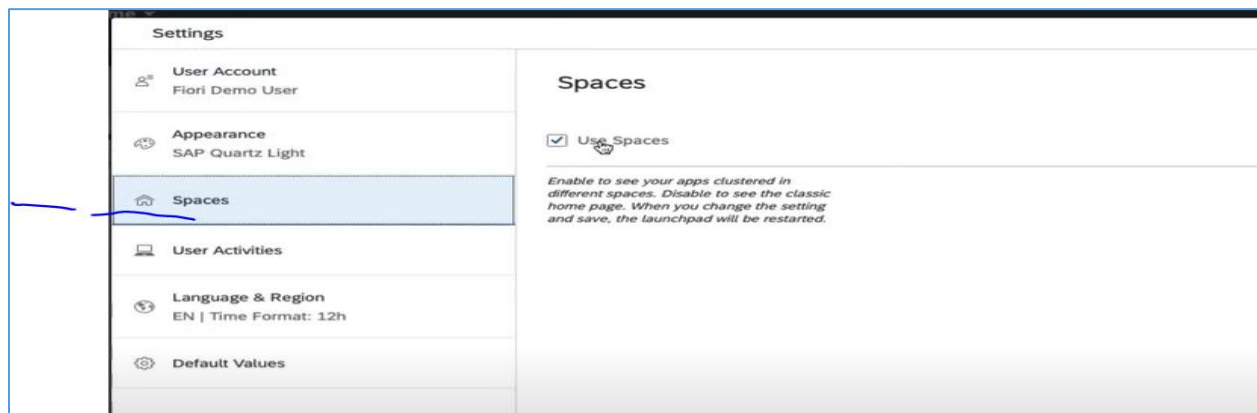 me
Settings
User Account
Fiori Demo User
Appearance
SAP Quartz Light
Spaces
User Activities
Language & Region
EN | Time Format: 12h
Default Values
Spaces
Use Spaces
Enable to see your apps clustered in
different spaces. Disable to see the classic
home page. When you change the setting
and save, the launchpad will be restarted.